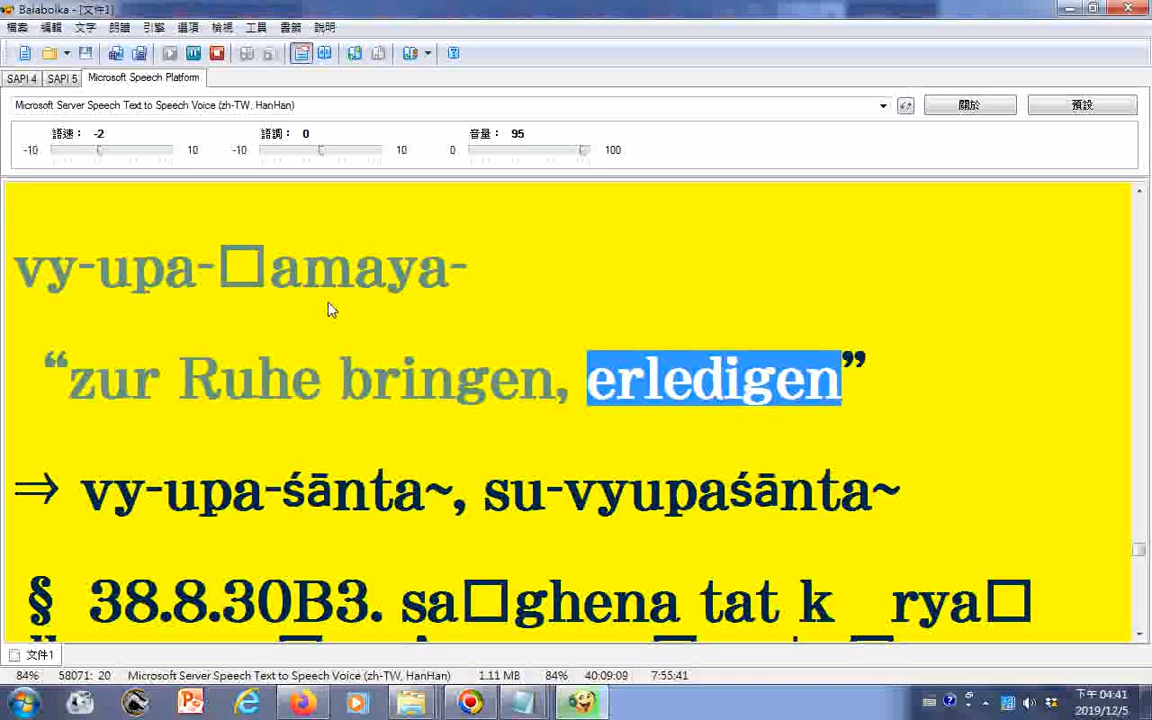 Balabolka - [文件1]
檔案 編輯 文字 朗讀 引擎 選項 檢視 工具 書籤 說明
SAPI 4 SAPI 5 Microsoft Speech Platform
Microsoft Server Speech Text to Speech Voice (zh-TW, HanHan) 關於 預設
語速： -2 語調： 0 音量： 95
-10 10 -10 10 0 100
vy-upa-□amaya-
“zur Ruhe bringen, erledigen”
⇒ vy-upa-śānta~, su-vyupaśānta~
§ 38.8.30B3. sa□ghena tat k rya□
文件1
84% 58071: 20 Microsoft Server Speech Text to Speech Voice (zh-TW, HanHan) 1.11 MB 84% 40:09:09 7:55:41
下午 04:41
2019/12/5